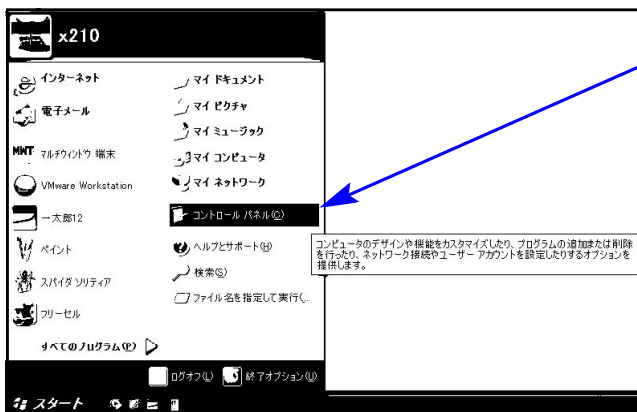 x210
インターネット
電子メール
MWT マルチウィンドウ 端末
VMware Workstation
一太郎12
ペイント
スパイダ ソリティア
フリーセル
すべてのプログラム(P)
マイ ドキュメント
マイ ピクチャ
マイ ミュージック
マイ コンピュータ
マイ ネットワーク
コントロール パネル(C)
ヘルプとサポート(H)
検索(S)
ファイル名を指定して実行(..
コンピュータのデザインや機能をカスタマイズしたり、プログラムの追加または削除
を行ったり、ネットワーク接続やユーザー アカウントを設定したりするオプションを
提供します。
ログオフ(L) 終了オプション(U)
スタート